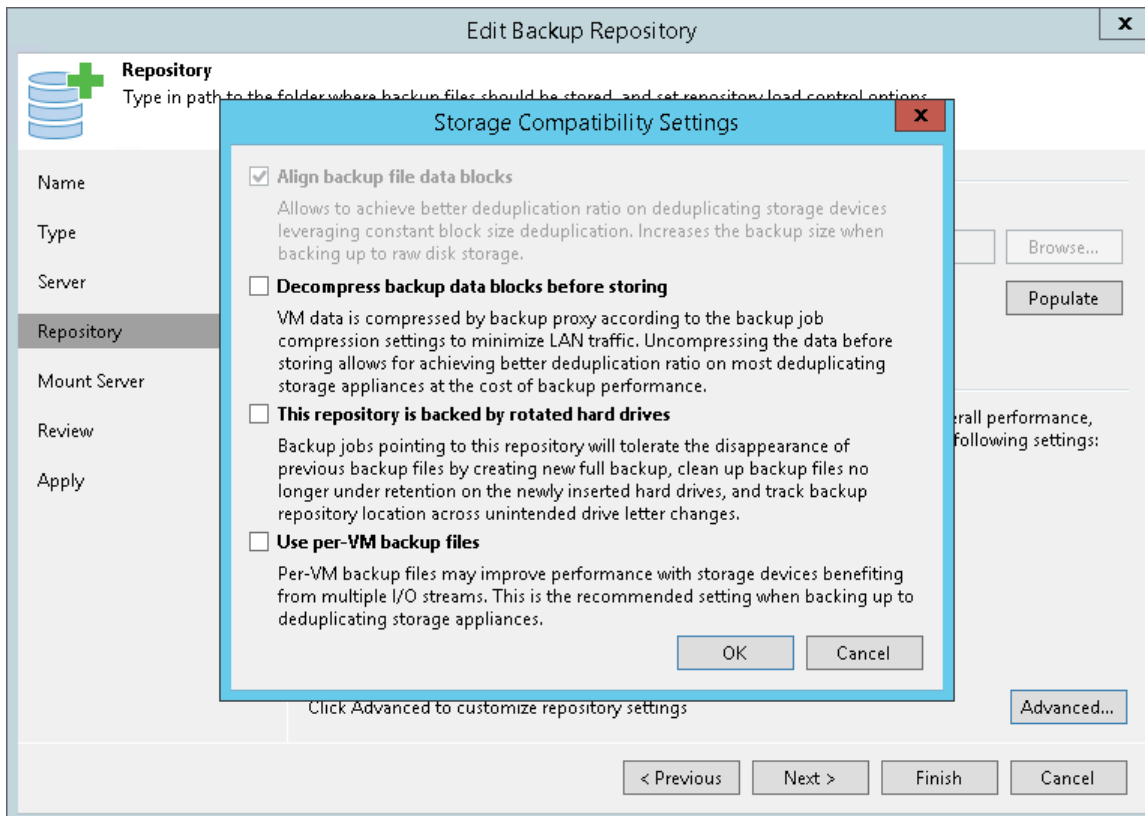 Edit Backup Repository
x
Repository
Type in path to the folder where backup files should be stored, and set repository load control options.
Storage Compatibility Settings
x
Name
Type
Server
Repository
Mount Server
Review
Apply
Align backup file data blocks
Allows to achieve better deduplication ratio on deduplicating storage devices
leveraging constant block size deduplication. Increases the backup size when
backing up to raw disk storage.
Decompress backup data blocks before storing
VM data is compressed by backup proxy according to the backup job
compression settings to minimize LAN traffic. Uncompressing the data before
storing allows for achieving better deduplication ratio on most deduplicating
storage appliances at the cost of backup performance.
This repository is backed by rotated hard drives
Backup jobs pointing to this repository will tolerate the disappearance of
previous backup files by creating new full backup, clean up backup files no
longer under retention on the newly inserted hard drives, and track backup
repository location across unintended drive letter changes.
Use per-VM backup files
Per-VM backup files may improve performance with storage devices benefiting
from multiple I/O streams. This is the recommended setting when backing up to
deduplicating storage appliances.
OK
Cancel
Browse...
Populate
erall performance,
following settings:
Click Advanced to customize repository settings
Advanced...
< Previous
Next >
Finish
Cancel